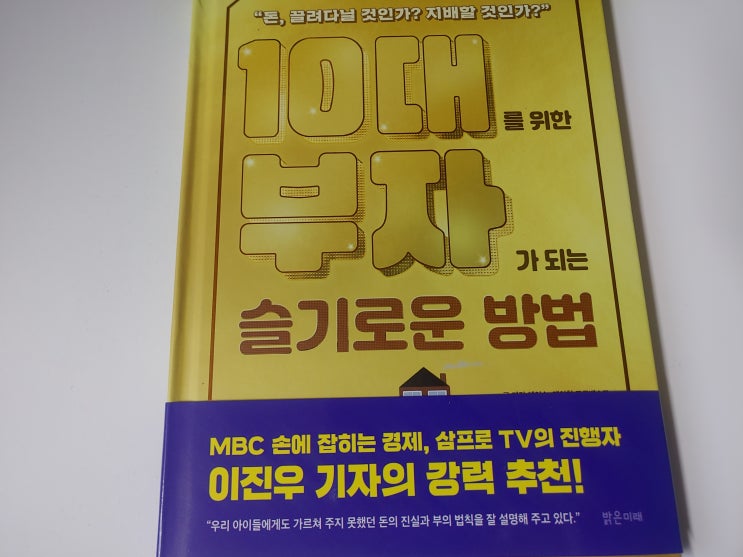 “돈, 끌려다닐 것인가? 지배할 것인가?”
10대를 위한
부자가 되는
슬기로운 방법
MBC 손에 잡히는 경제, 삼프로 TV의 진행자
이진우 기자의 강력 추천!
“우리 아이들에게도 가르쳐 주지 못했던 돈의 진실과 부의 법칙을 잘 설명해 주고 있다.”
밝은미래